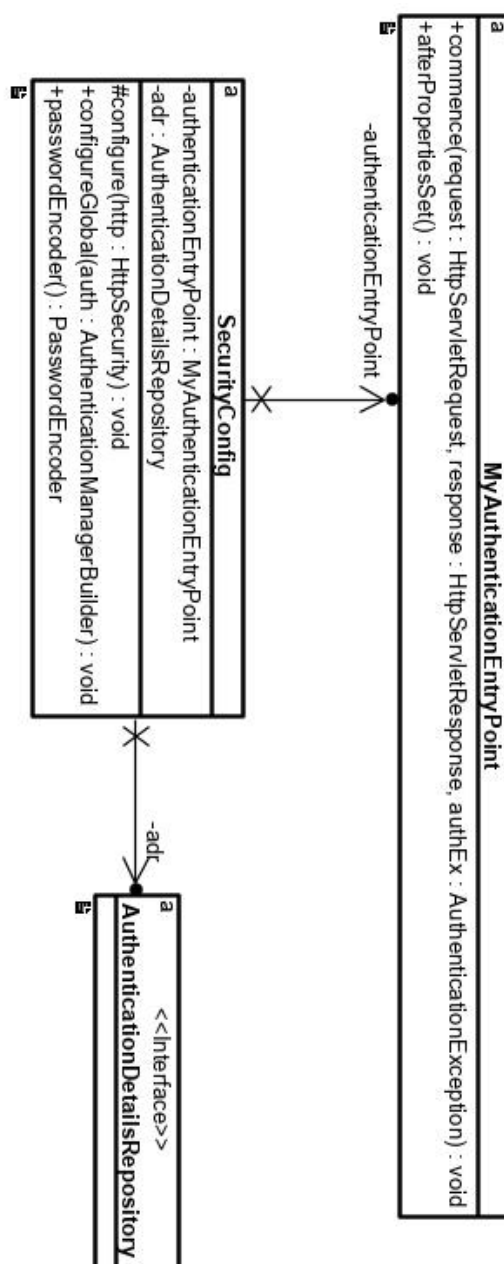 a
MyAuthenticationEntryPoint
+commence(request : HttpServletRequest, response : HttpServletResponse, authEx : AuthenticationException) : void
+afterPropertiesSet() : void
-authenticationEntryPoint
a
SecurityConfig
-authenticationEntryPoint : MyAuthenticationEntryPoint
-adr : AuthenticationDetailsRepository
#configure(http : HttpSecurity) : void
+configureGlobal(auth : AuthenticationManagerBuilder) : void
+passwordEncoder() : PasswordEncoder
-adr
a
<<Interface>>
AuthenticationDetailsRepository